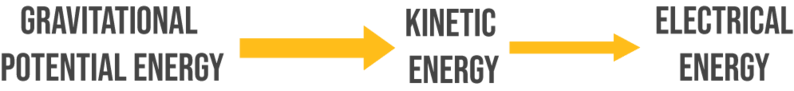 GRAVITATIONAL
POTENTIAL ENERGY
KINETIC
ENERGY
ELECTRICAL
ENERGY